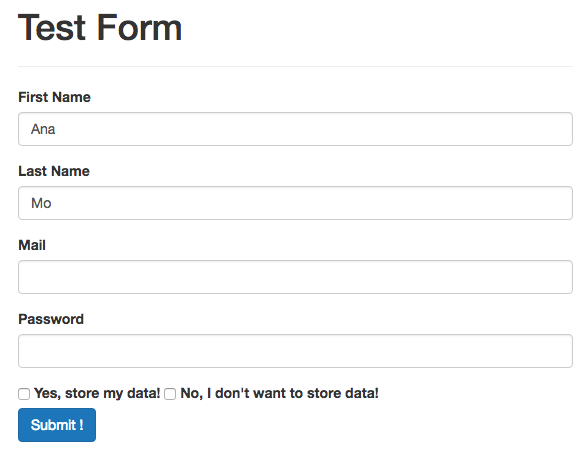 Test Form
First Name
Ana
Last Name
Mo
Mail
Password
Yes, store my data! No, I don't want to store data!
Submit !